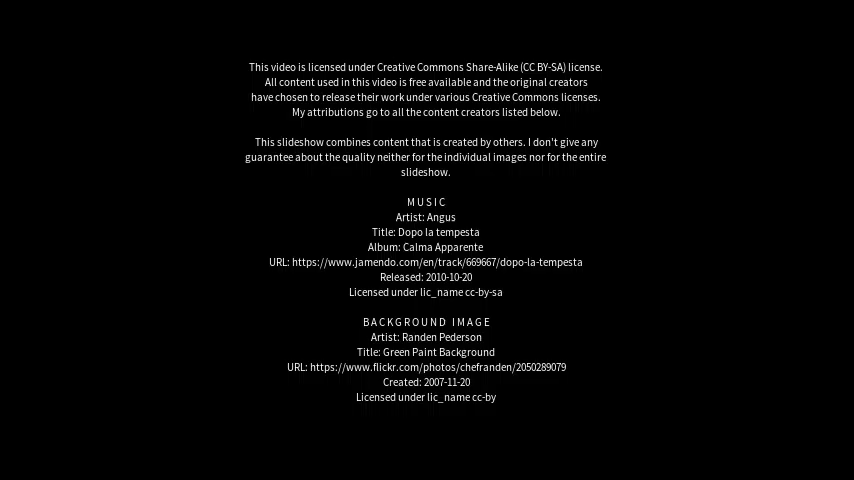 This video is licensed under Creative Commons Share-Alike (CC BY-SA) license.
All content used in this video is free available and the original creators
have chosen to release their work under various Creative Commons licenses.
My attributions go to all the content creators listed below.
This slideshow combines content that is created by others. I don't give any
guarantee about the quality neither for the individual images nor for the entire
slideshow.
MUSIC
Artist: Angus
Title: Dopo la tempesta
Album: Calma Apparente
URL: https://www.jamendo.com/en/track/669667/dopo-la-tempesta
Released: 2010-10-20
Licensed under lic_name cc-by-sa
BACKGROUND IMAGE
Artist: Randen Pederson
Title: Green Paint Background
URL: https://www.flickr.com/photos/chefranden/2050289079
Created: 2007-11-20
Licensed under lic_name cc-by